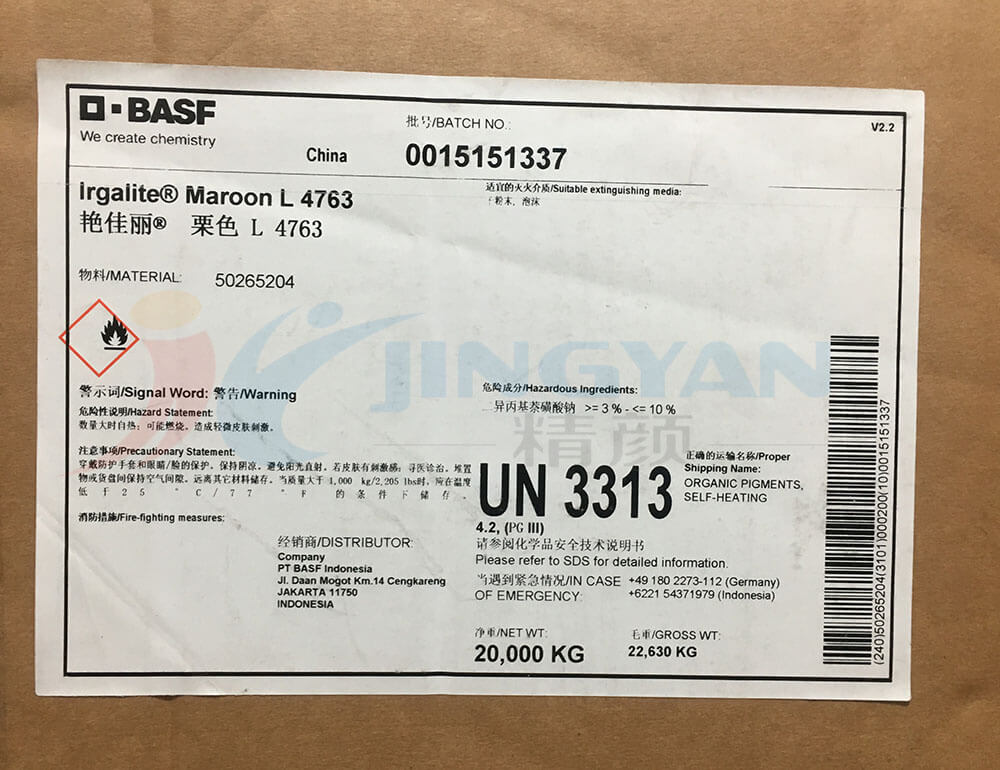 BASF
We create chemistry
批号/BATCH NO.:
V2.2
China
0015151337
Irgalite® Maroon L 4763
适宜的灭火介质/Suitable extinguishing media:
干粉末, 泡沫
艳佳丽® 栗色 L 4763
物料/MATERIAL: 50265204
JINGYAN
精颜
警示词/Signal Word: 警告/Warning
危险性说明/Hazard Statement:
数量大时自热; 可能燃烧。造成轻微皮肤刺激。
危险成分/Hazardous Ingredients:
二异丙基萘磺酸钠 >= 3 % - <= 10 %
注意事项/Precautionary Statement:
穿戴防护手套和眼睛/脸的保护。保持阴凉。避免阳光直射。若皮肤有刺激感: 寻医诊治。堆置
物或货盘间保持空气间隙。远离其它材料储存。当质量大于 1,000 kg/2,205 lbs时, 应在温度
低于 25 °C/77 °F 的条件下储存。
消防措施/Fire-fighting measures:
UN 3313
正确的运输名称/Proper
Shipping Name:
ORGANIC PIGMENTS,
SELF-HEATING
4.2, (PG III)
请参阅化学品安全技术说明书
Please refer to SDS for detailed information.
当遇到紧急情况/IN CASE +49 180 2273-112 (Germany)
OF EMERGENCY: +6221 54371979 (Indonesia)
经销商/DISTRIBUTOR:
Company
PT BASF Indonesia
Jl. Daan Mogot Km.14 Cengkareng
JAKARTA 11750
INDONESIA
净重/NET WT: 毛重/GROSS WT:
20,000 KG 22,630 KG
(240)50265204(3101)000200(10)0015151337